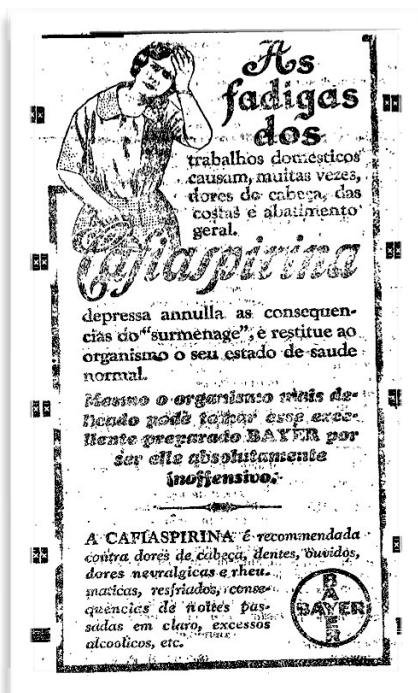 As
fadigas
dos
trabalhos domesticos
causam, muitas vezes,
dores de cabeça, das
costas e abatimento
geral.
Cafiaspirina
depressa annulla as consequen-
cias do "surmenage", e restitue ao
organismo o seu estado de saude
normal.
Mesmo o organismo mais de-
licado pode tomar esse exce-
llente preparado BAYER por
ser elle absolutamente
inoffensivo.
A CAFIASPIRINA é recommendada
contra dores de cabeça, dentes, ouvidos,
dores nevralgicas e rheu-
maticas, resfriados, conse-
quencias de noites pas-
sadas em claro, excessos
alcoolicos, etc.
BAYER
BAYER